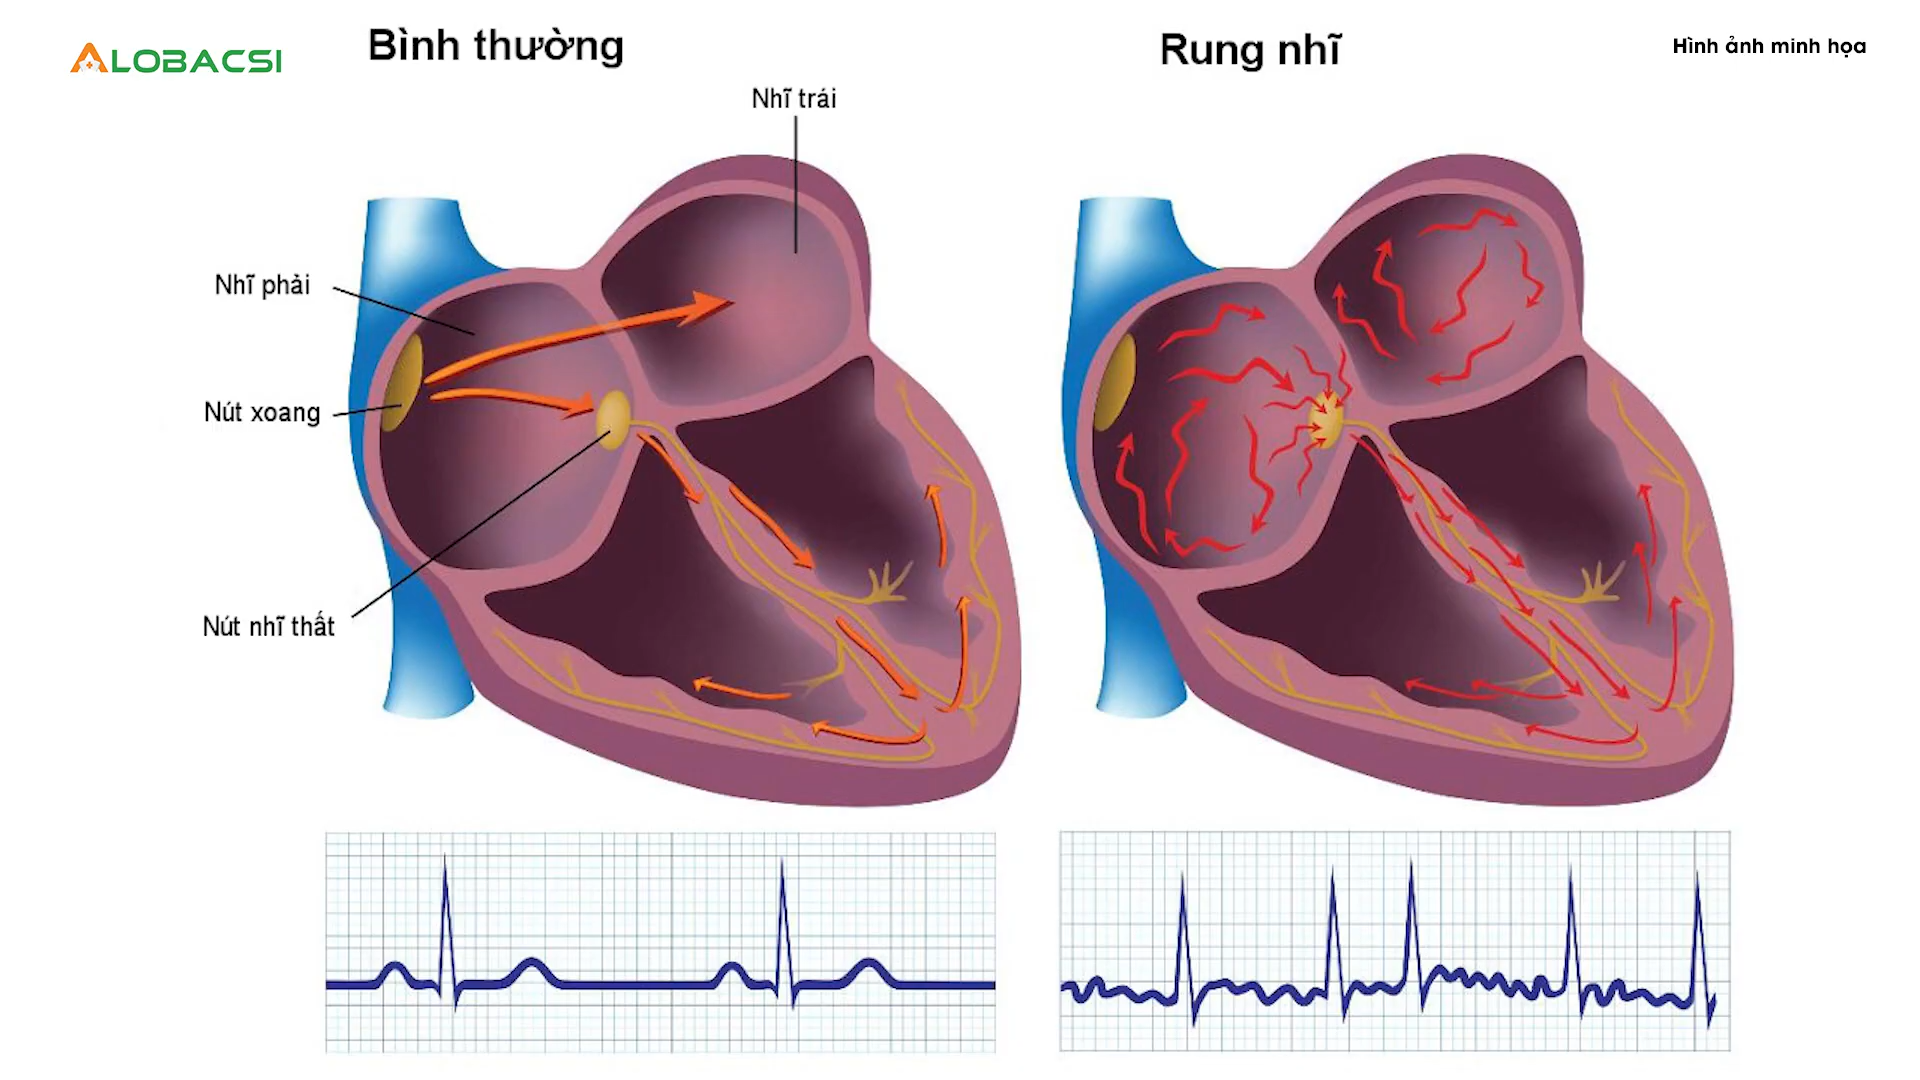 ALOBACSI
Bình thường
Rung nhĩ
Hình ảnh minh họa
Nhĩ trái
Nhĩ phải
Nút xoang
Nút nhĩ thất